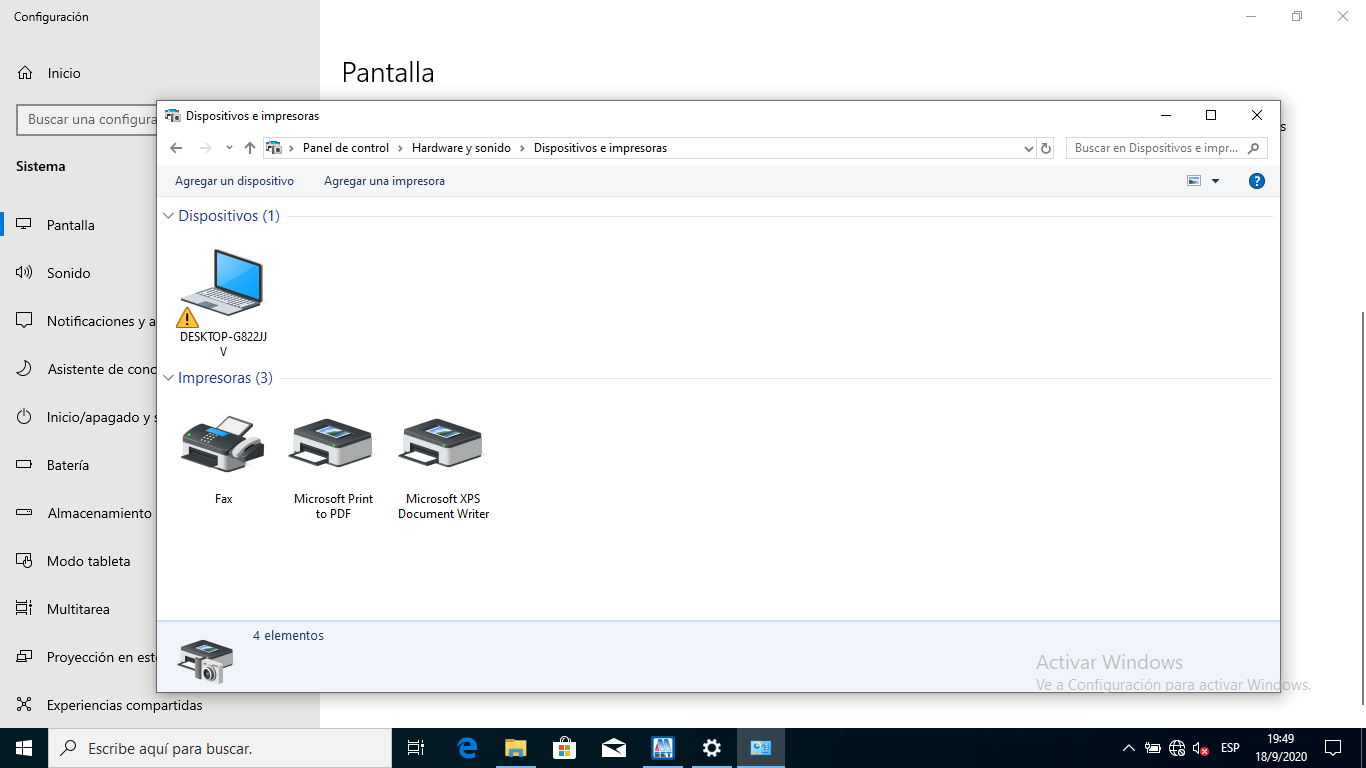 Configuración
Inicio
Pantalla
Buscar una configura
s
Sistema
Pantalla
Sonido
Notificaciones y a
Asistente de conc
Inicio/apagado y s
Batería
Almacenamiento
Modo tableta
Multitarea
Proyección en este
Experiencias compartidas
Dispositivos e impresoras
Panel de control
Hardware y sonido
Dispositivos e impresoras
Buscar en Dispositivos e impr...
Agregar un dispositivo
Agregar una impresora
?
Dispositivos (1)
DESKTOP-G822JJ
V
Impresoras (3)
Fax
Microsoft Print
to PDF
Microsoft XPS
Document Writer
4 elementos
Activar Windows
Ve a Configuración para activar Windows.
Escribe aquí para buscar.
ESP
19:49
18/9/2020